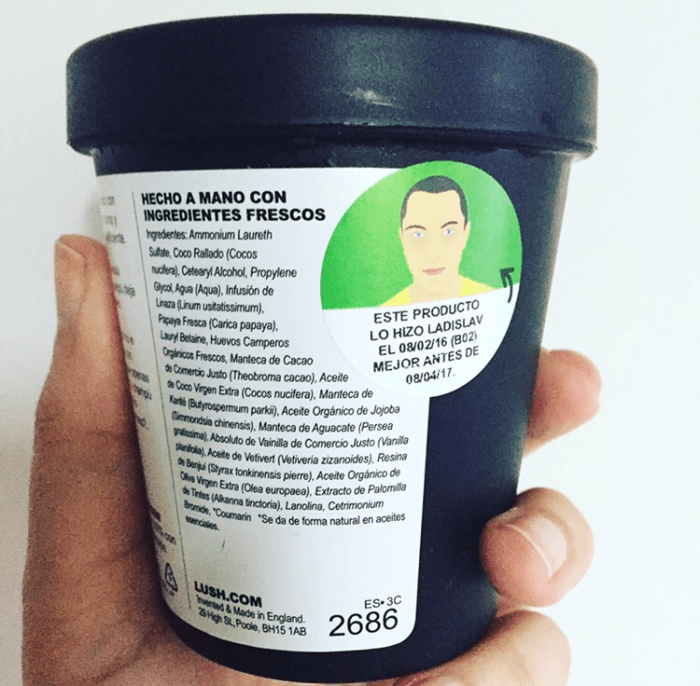 HECHO A MANO CON
INGREDIENTES FRESCOS
Ingredientes: Ammonium Laureth
Sulfate, Coco Rallado (Cocos
nucifera), Cetearyl Alcohol, Propylene
Glycol, Agua (Aqua), Infusión de
Linaza (Linum usitatissimum),
Papaya Fresca (Carica papaya),
Lauryl Betaine, Huevos Camperos
Orgánicos Frescos, Manteca de Cacao
de Comercio Justo (Theobroma cacao), Aceite
de Coco Virgen Extra (Cocos nucifera), Manteca de
Karité (Butyrospermum parkii), Aceite Orgánico de Jojoba
(Simmondsia chinensis), Manteca de Aguacate (Persea
gratissima), Absoluto de Vainilla de Comercio Justo (Vanilla
planifolia), Aceite de Vetivert (Vetiveria zizanoides), Resina
de Benjuí (Styrax tonkinensis pierre), Aceite Orgánico de
Oliva Virgen Extra (Olea europaea), Extracto de Palomilla
de Tintes (Alkanna tinctoria), Lanolina, Cetrimonium
Bromide, *Coumarin *Se da de forma natural en aceites
esenciales.
ESTE PRODUCTO
LO HIZO LADISLAV
EL 08/02/16 (B02)
MEJOR ANTES DE
08/04/17.
LUSH.COM
Invented & Made in England.
29 High St, Poole, BH15 1AB
ES• 3C
2686